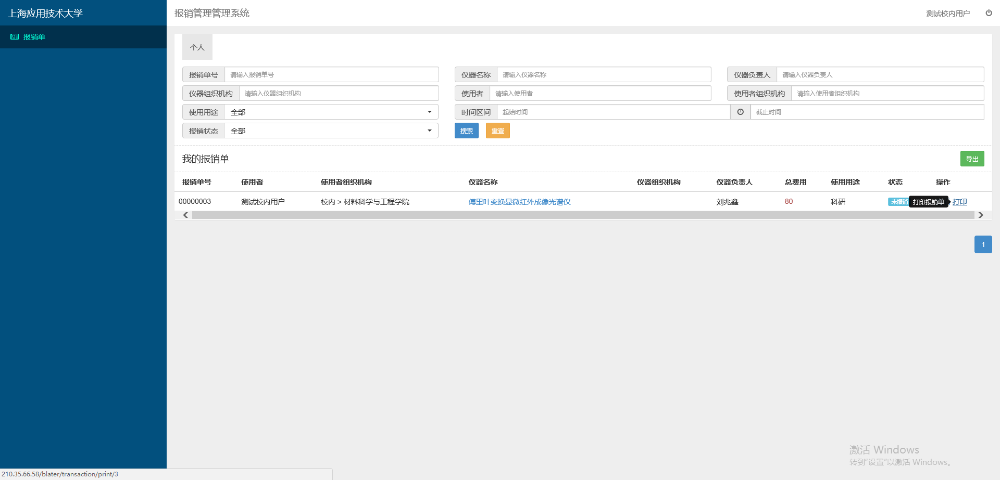 上海应用技术大学
报销管理管理系统
测试校内用户
报销单
个人
报销单号 请输入报销单号 仪器名称 请输入仪器名称 仪器负责人 请输入仪器负责人
仪器组织机构 请输入仪器组织机构 使用者 请输入使用者 使用者组织机构 请输入使用者组织机构
使用用途 全部 时间区间 起始时间 截止时间
报销状态 全部 搜索 重置
我的报销单 导出
报销单号 使用者 使用者组织机构 仪器名称 仪器组织机构 仪器负责人 总费用 使用用途 状态 操作
00000003 测试校内用户 校内 > 材料科学与工程学院 傅里叶变换显微红外成像光谱仪 刘兆鑫 80 科研 未报销 打印报销单 打印
1
激活 Windows
转到"设置"以激活 Windows。
210.35.66.58/blater/transaction/print/3